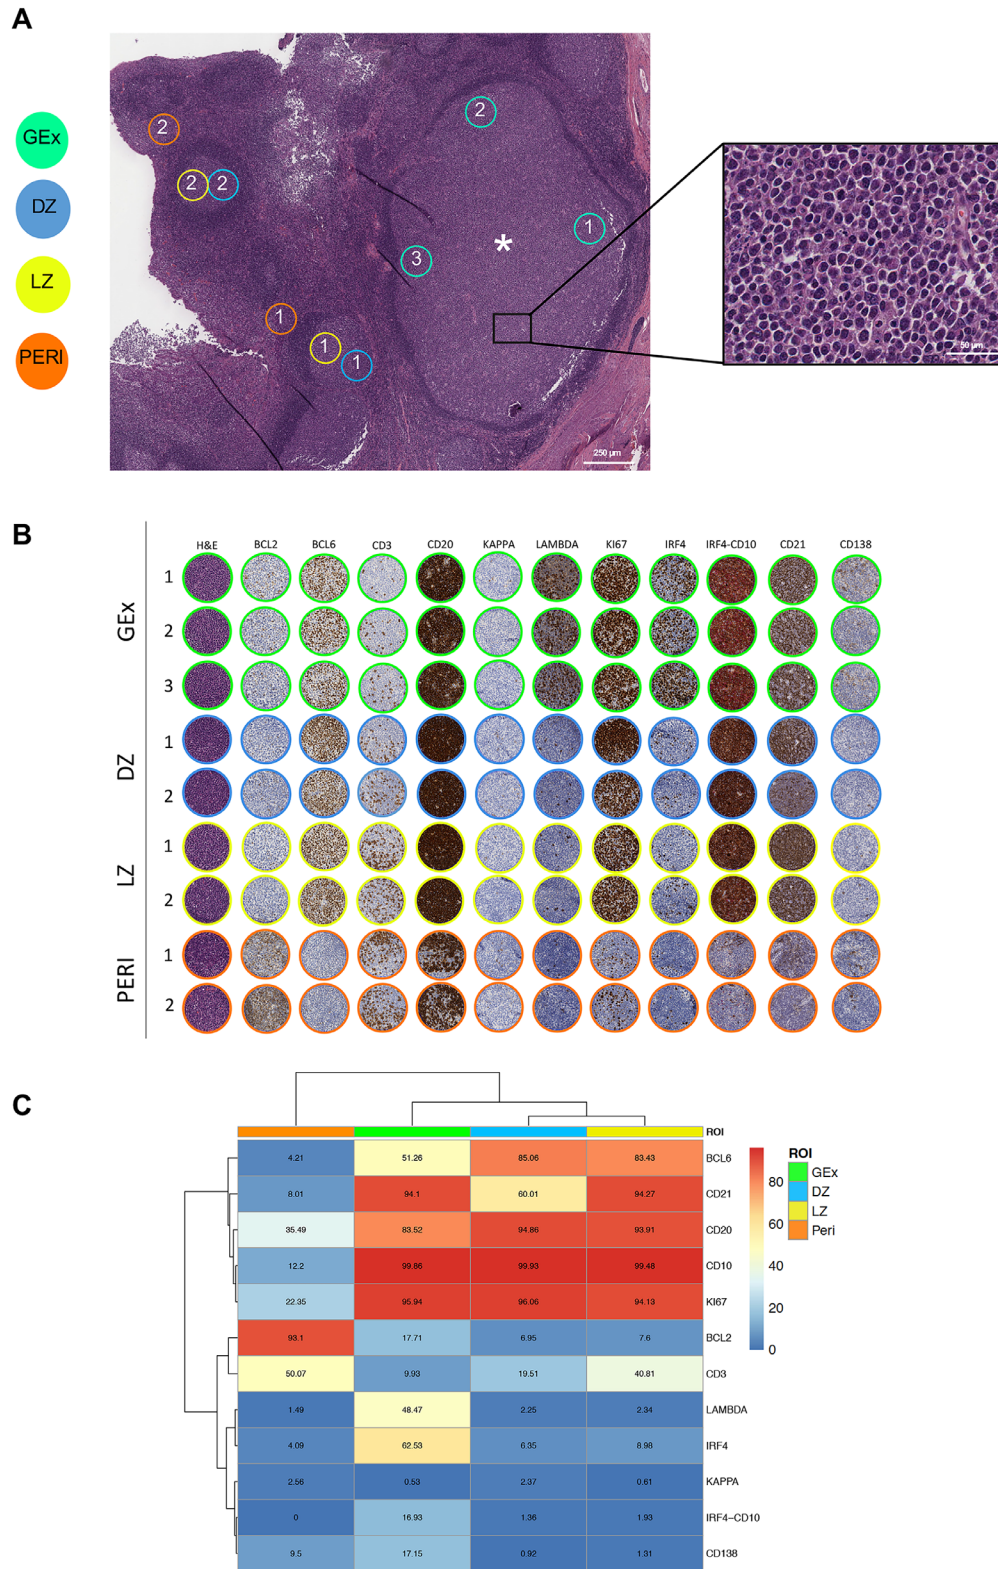 A
GEx
DZ
LZ
PERI
2
2 2
2
1
3
*
1
1
1
250 µm
50 µm
B
H&E BCL2 BCL6 CD3 CD20 KAPPA LAMBDA KI67 IRF4 IRF4-CD10 CD21 CD138
GEx
1
2
3
DZ
1
2
LZ
1
2
PERI
1
2
C
ROI
4.21 51.26 85.06 83.43 BCL6
8.01 94.1 60.01 94.27 CD21
35.49 83.52 94.86 93.91 CD20
12.2 99.86 99.93 99.48 CD10
22.35 95.94 96.06 94.13 KI67
93.1 17.71 6.95 7.6 BCL2
50.07 9.93 19.51 40.81 CD3
1.49 48.47 2.25 2.34 LAMBDA
4.09 62.53 6.35 8.98 IRF4
2.56 0.53 2.37 0.61 KAPPA
0 16.93 1.36 1.93 IRF4-CD10
9.5 17.15 0.92 1.31 CD138
80
60
40
20
0
ROI
GEx
DZ
LZ
Peri